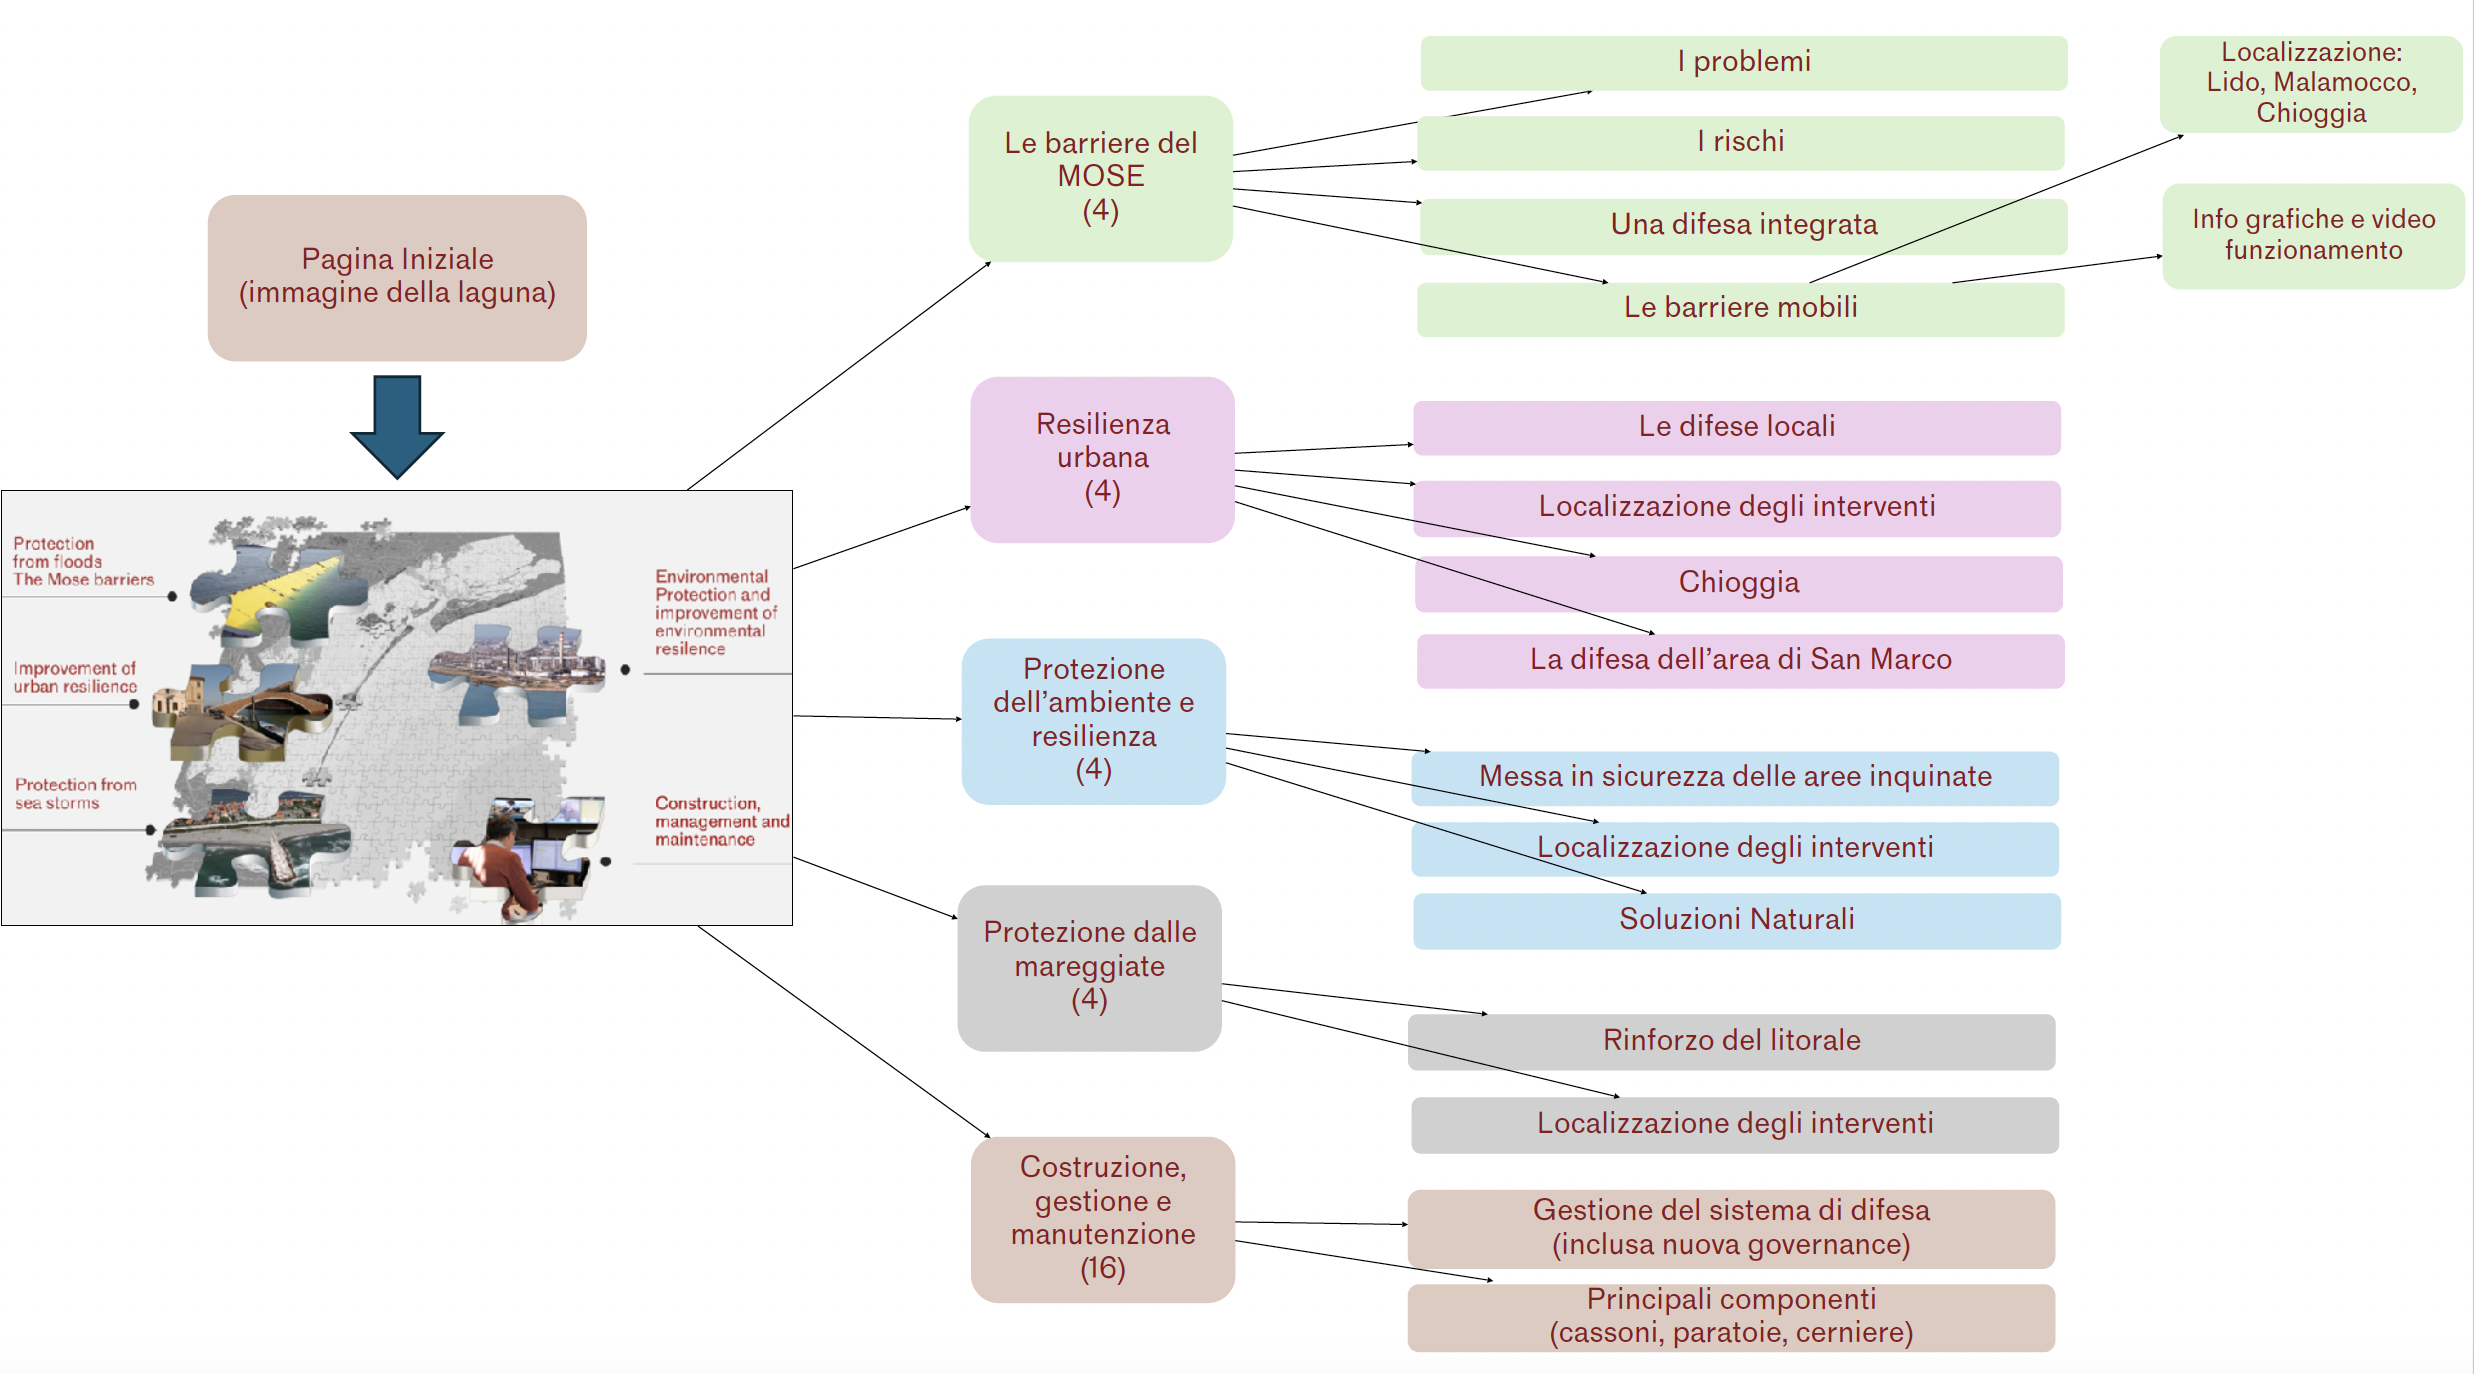 Pagina Iniziale
(immagine della laguna)
Protection
from floods
The Mose barriers
Improvement of
urban resilience
Protection from
sea storms
Environmental
Protection and
improvement of
environmental
resilence
Construction,
management and
maintenance
Le barriere del
MOSE
(4)
I problemi
I rischi
Una difesa integrata
Le barriere mobili
Localizzazione:
Lido, Malamocco,
Chioggia
Info grafiche e video
funzionamento
Resilienza
urbana
(4)
Le difese locali
Localizzazione degli interventi
Chioggia
La difesa dell’area di San Marco
Protezione
dell’ambiente e
resilienza
(4)
Messa in sicurezza delle aree inquinate
Localizzazione degli interventi
Soluzioni Naturali
Protezione dalle
mareggiate
(4)
Rinforzo del litorale
Localizzazione degli interventi
Costruzione,
gestione e
manutenzione
(16)
Gestione del sistema di difesa
(inclusa nuova governance)
Principali componenti
(cassoni, paratoie, cerniere)